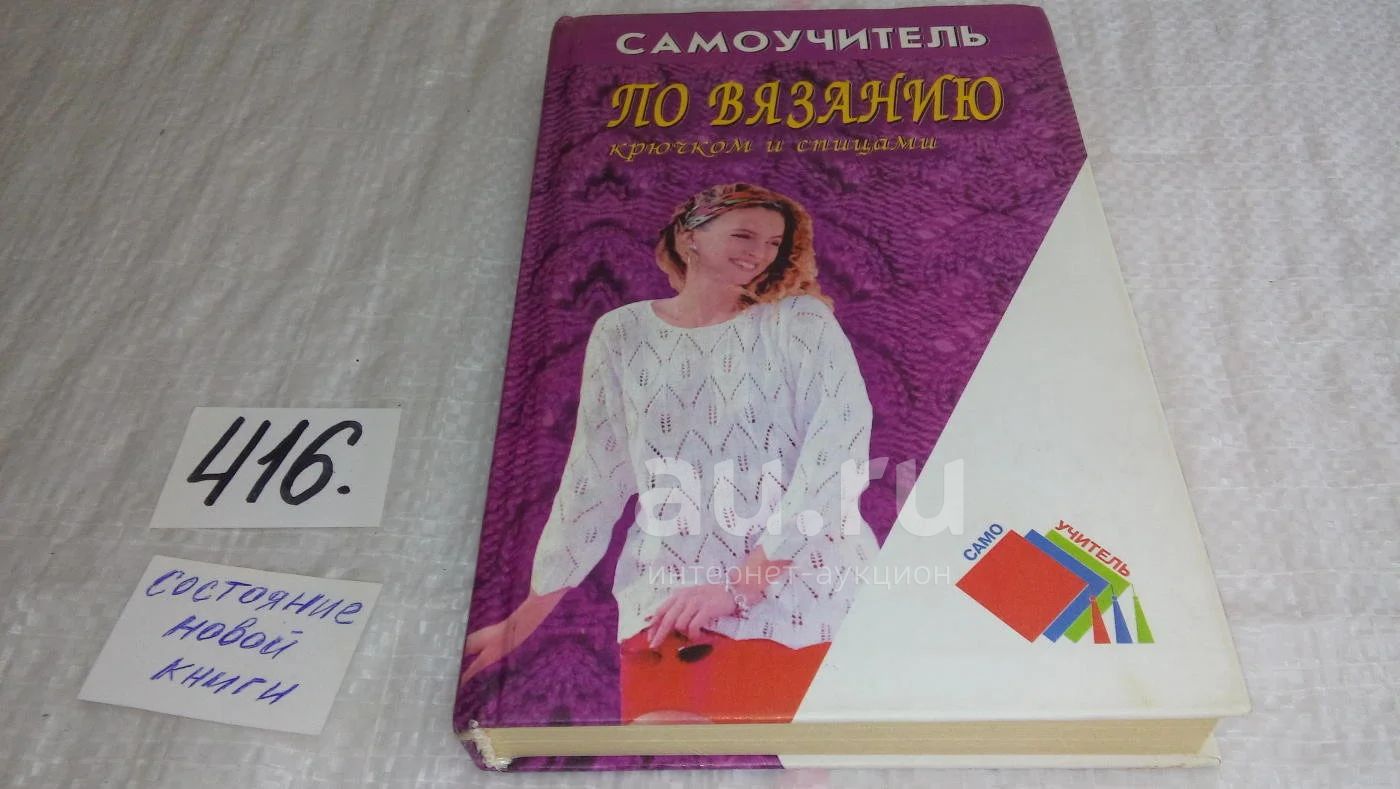 САМОУЧИТЕЛЬ
ПО ВЯЗАНИЮ
крючком и спицами
416.
состояние
новой
книги
au.ru
интернет-аукцион
САМО
УЧИТЕЛЬ